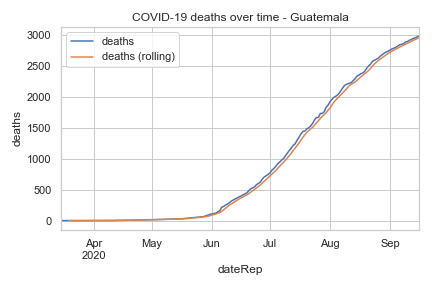 COVID-19 deaths over time - Guatemala
deaths
deaths (rolling)
3000
2500
2000
1500
1000
500
0
deaths
Apr
2020
May
Jun
Jul
Aug
Sep
dateRep